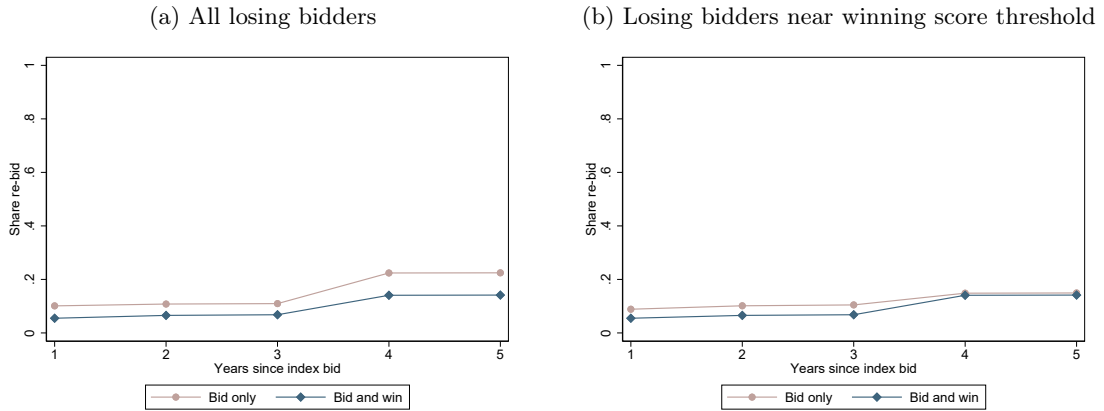 (a) All losing bidders
1
.8
.6
.4
.2
0
Share re-bid
1 2 3 4 5
Years since index bid
Bid only Bid and win
(b) Losing bidders near winning score threshold
1
.8
.6
.4
.2
0
Share re-bid
1 2 3 4 5
Years since index bid
Bid only Bid and win